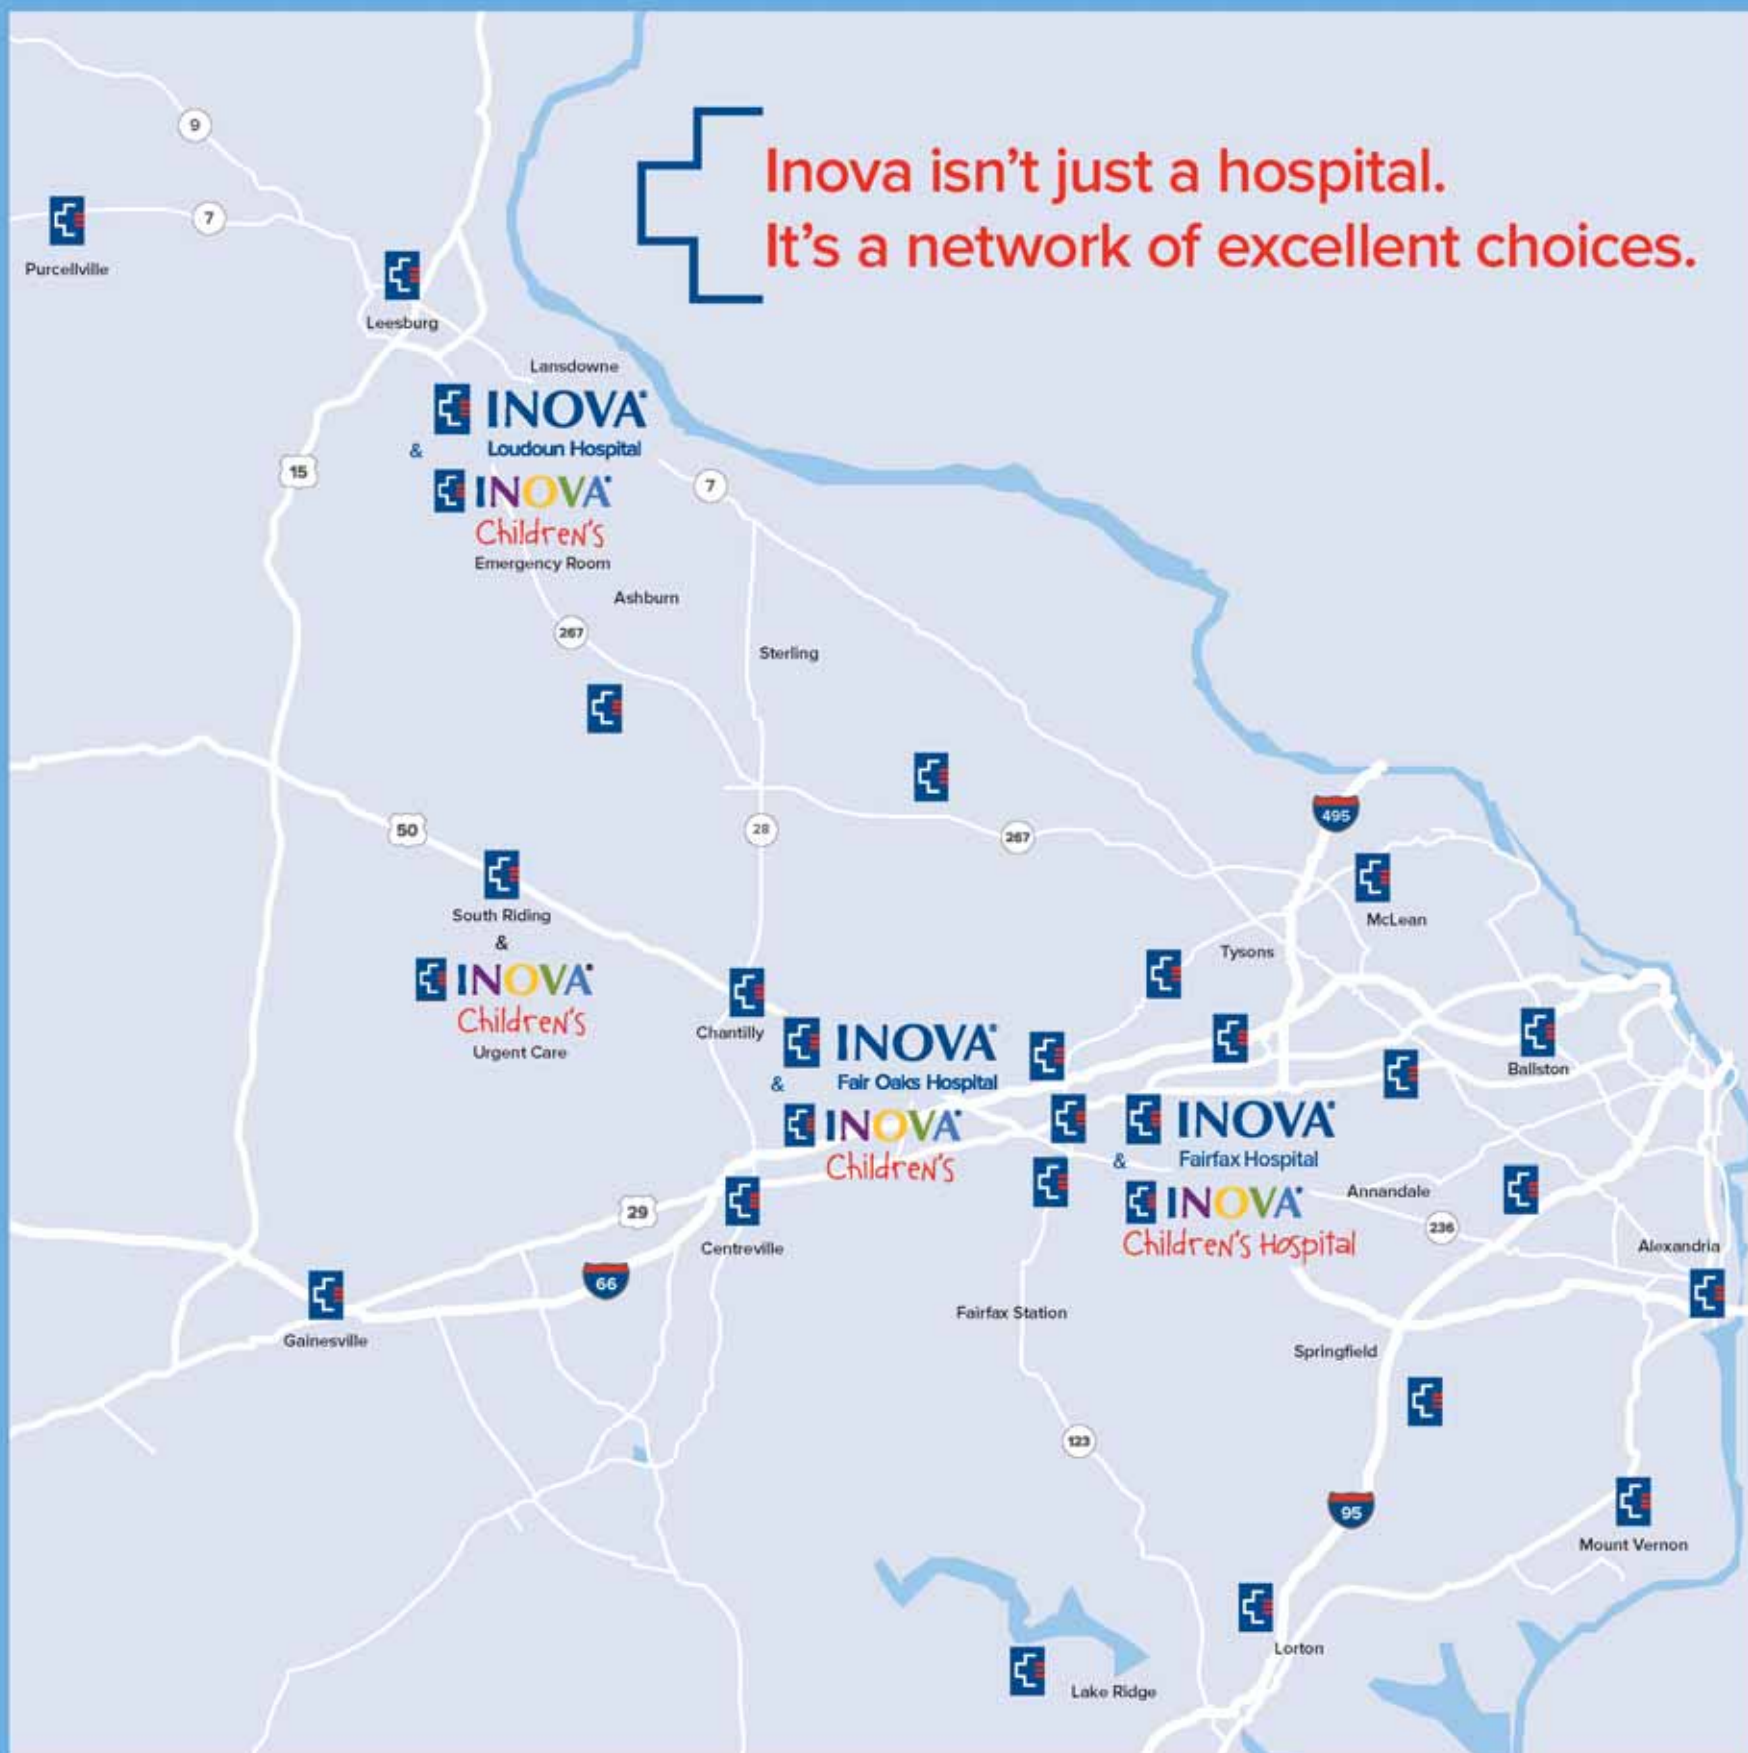 Inova isn't just a hospital.
It's a network of excellent choices.
9
7
Purcellville
Leesburg
Lansdowne
INOVA®
& Loudoun Hospital
INOVA®
Children's
Emergency Room
15
7
Ashburn
267
Sterling
50
28
267
495
South Riding
&
INOVA®
Children's
Urgent Care
McLean
Tysons
Chantilly
INOVA®
& Fair Oaks Hospital
INOVA®
Children's
Ballston
INOVA®
& Fairfax Hospital
INOVA®
Children's Hospital
Annandale
236
Alexandria
29
Centreville
66
Gainesville
Fairfax Station
Springfield
123
95
Mount Vernon
Lorton
Lake Ridge